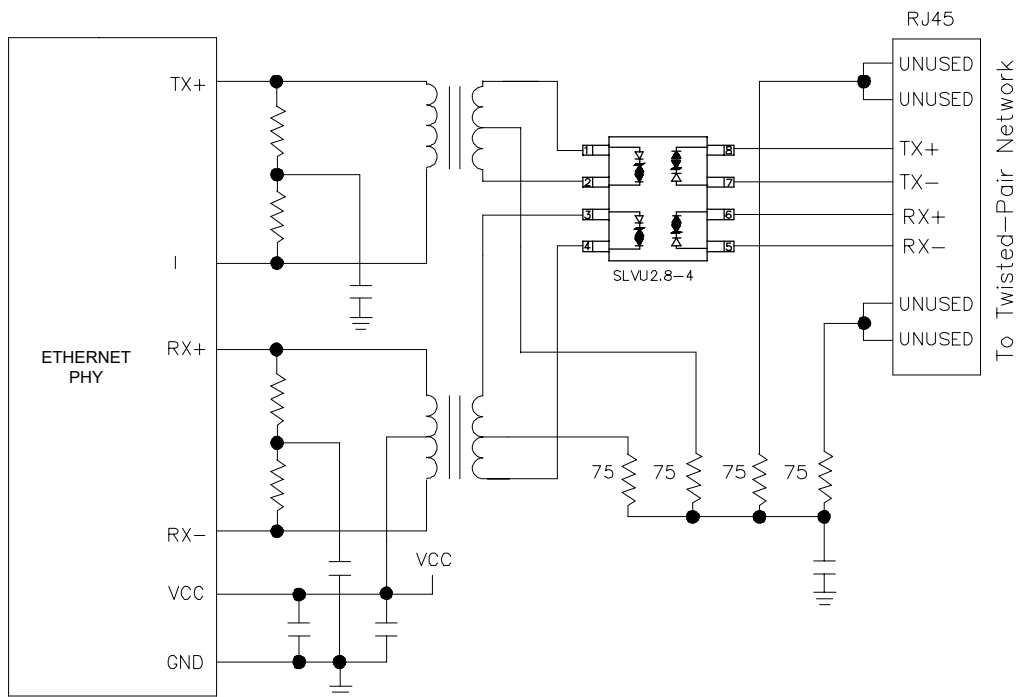 RJ45
TX+
I
RX+
ETHERNET
PHY
RX-
VCC
GND
VCC
1
2
3
4
8
7
6
5
SLVU2.8-4
75
75
75
75
UNUSED
UNUSED
TX+
TX-
RX+
RX-
UNUSED
UNUSED
To Twisted-Pair Network